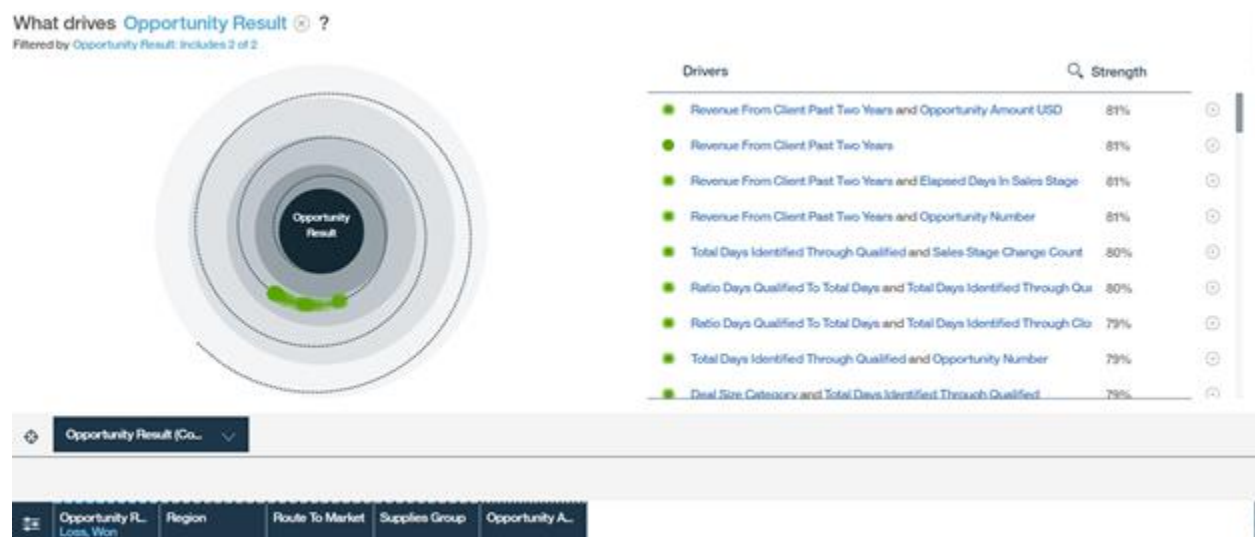 What drives Opportunity Result ?
Filtered by Opportunity Result: Includes 2 of 2
Drivers Strength
Revenue From Client Past Two Years and Opportunity Amount USD 81%
Revenue From Client Past Two Years 81%
Revenue From Client Past Two Years and Elapsed Days In Sales Stage 81%
Revenue From Client Past Two Years and Opportunity Number 81%
Total Days Identified Through Qualified and Sales Stage Change Count 80%
Ratio Days Qualified To Total Days and Total Days Identified Through Qu 80%
Ratio Days Qualified To Total Days and Total Days Identified Through Clo 79%
Total Days Identified Through Qualified and Opportunity Number 79%
Deal Size Category and Total Days Identified Through Qualified 79%
Opportunity
Result
Opportunity Result (Co...
Opportunity R... Region Route To Market Supplies Group Opportunity A...
Loss, Won